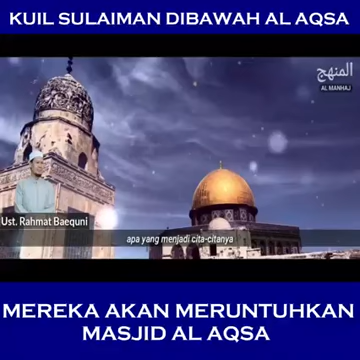 KUIL SULAIMAN DIBAWAH AL AQSA
المنهج
AL MANHAJ
Ust. Rahmat Baequni
apa yang menjadi cita-citanya
MEREKA AKAN MERUNTUHKAN
MASJID AL AQSA